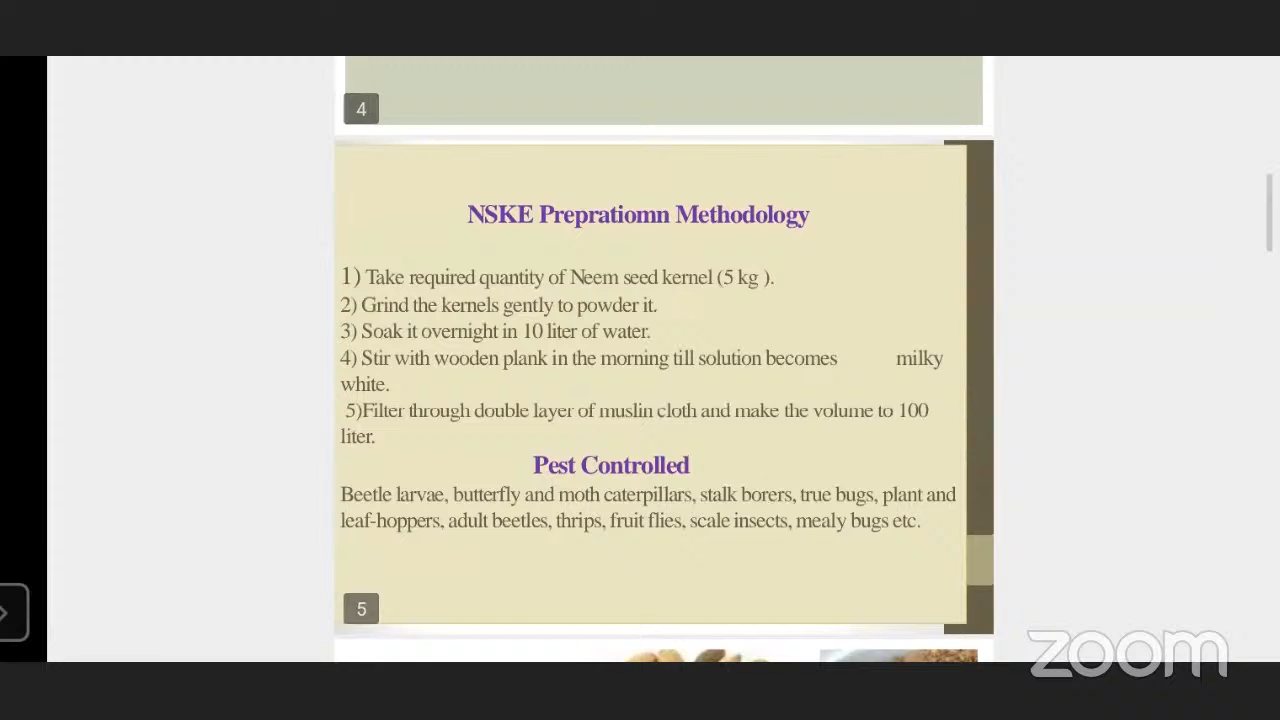 4
NSKE Prepratiomn Methodology
1) Take required quantity of Neem seed kernel (5 kg ).
2) Grind the kernels gently to powder it.
3) Soak it overnight in 10 liter of water.
4) Stir with wooden plank in the morning till solution becomes milky
white.
5)Filter through double layer of muslin cloth and make the volume to 100
liter.
Pest Controlled
Beetle larvae, butterfly and moth caterpillars, stalk borers, true bugs, plant and
leaf-hoppers, adult beetles, thrips, fruit flies, scale insects, mealy bugs etc.
5
zoom